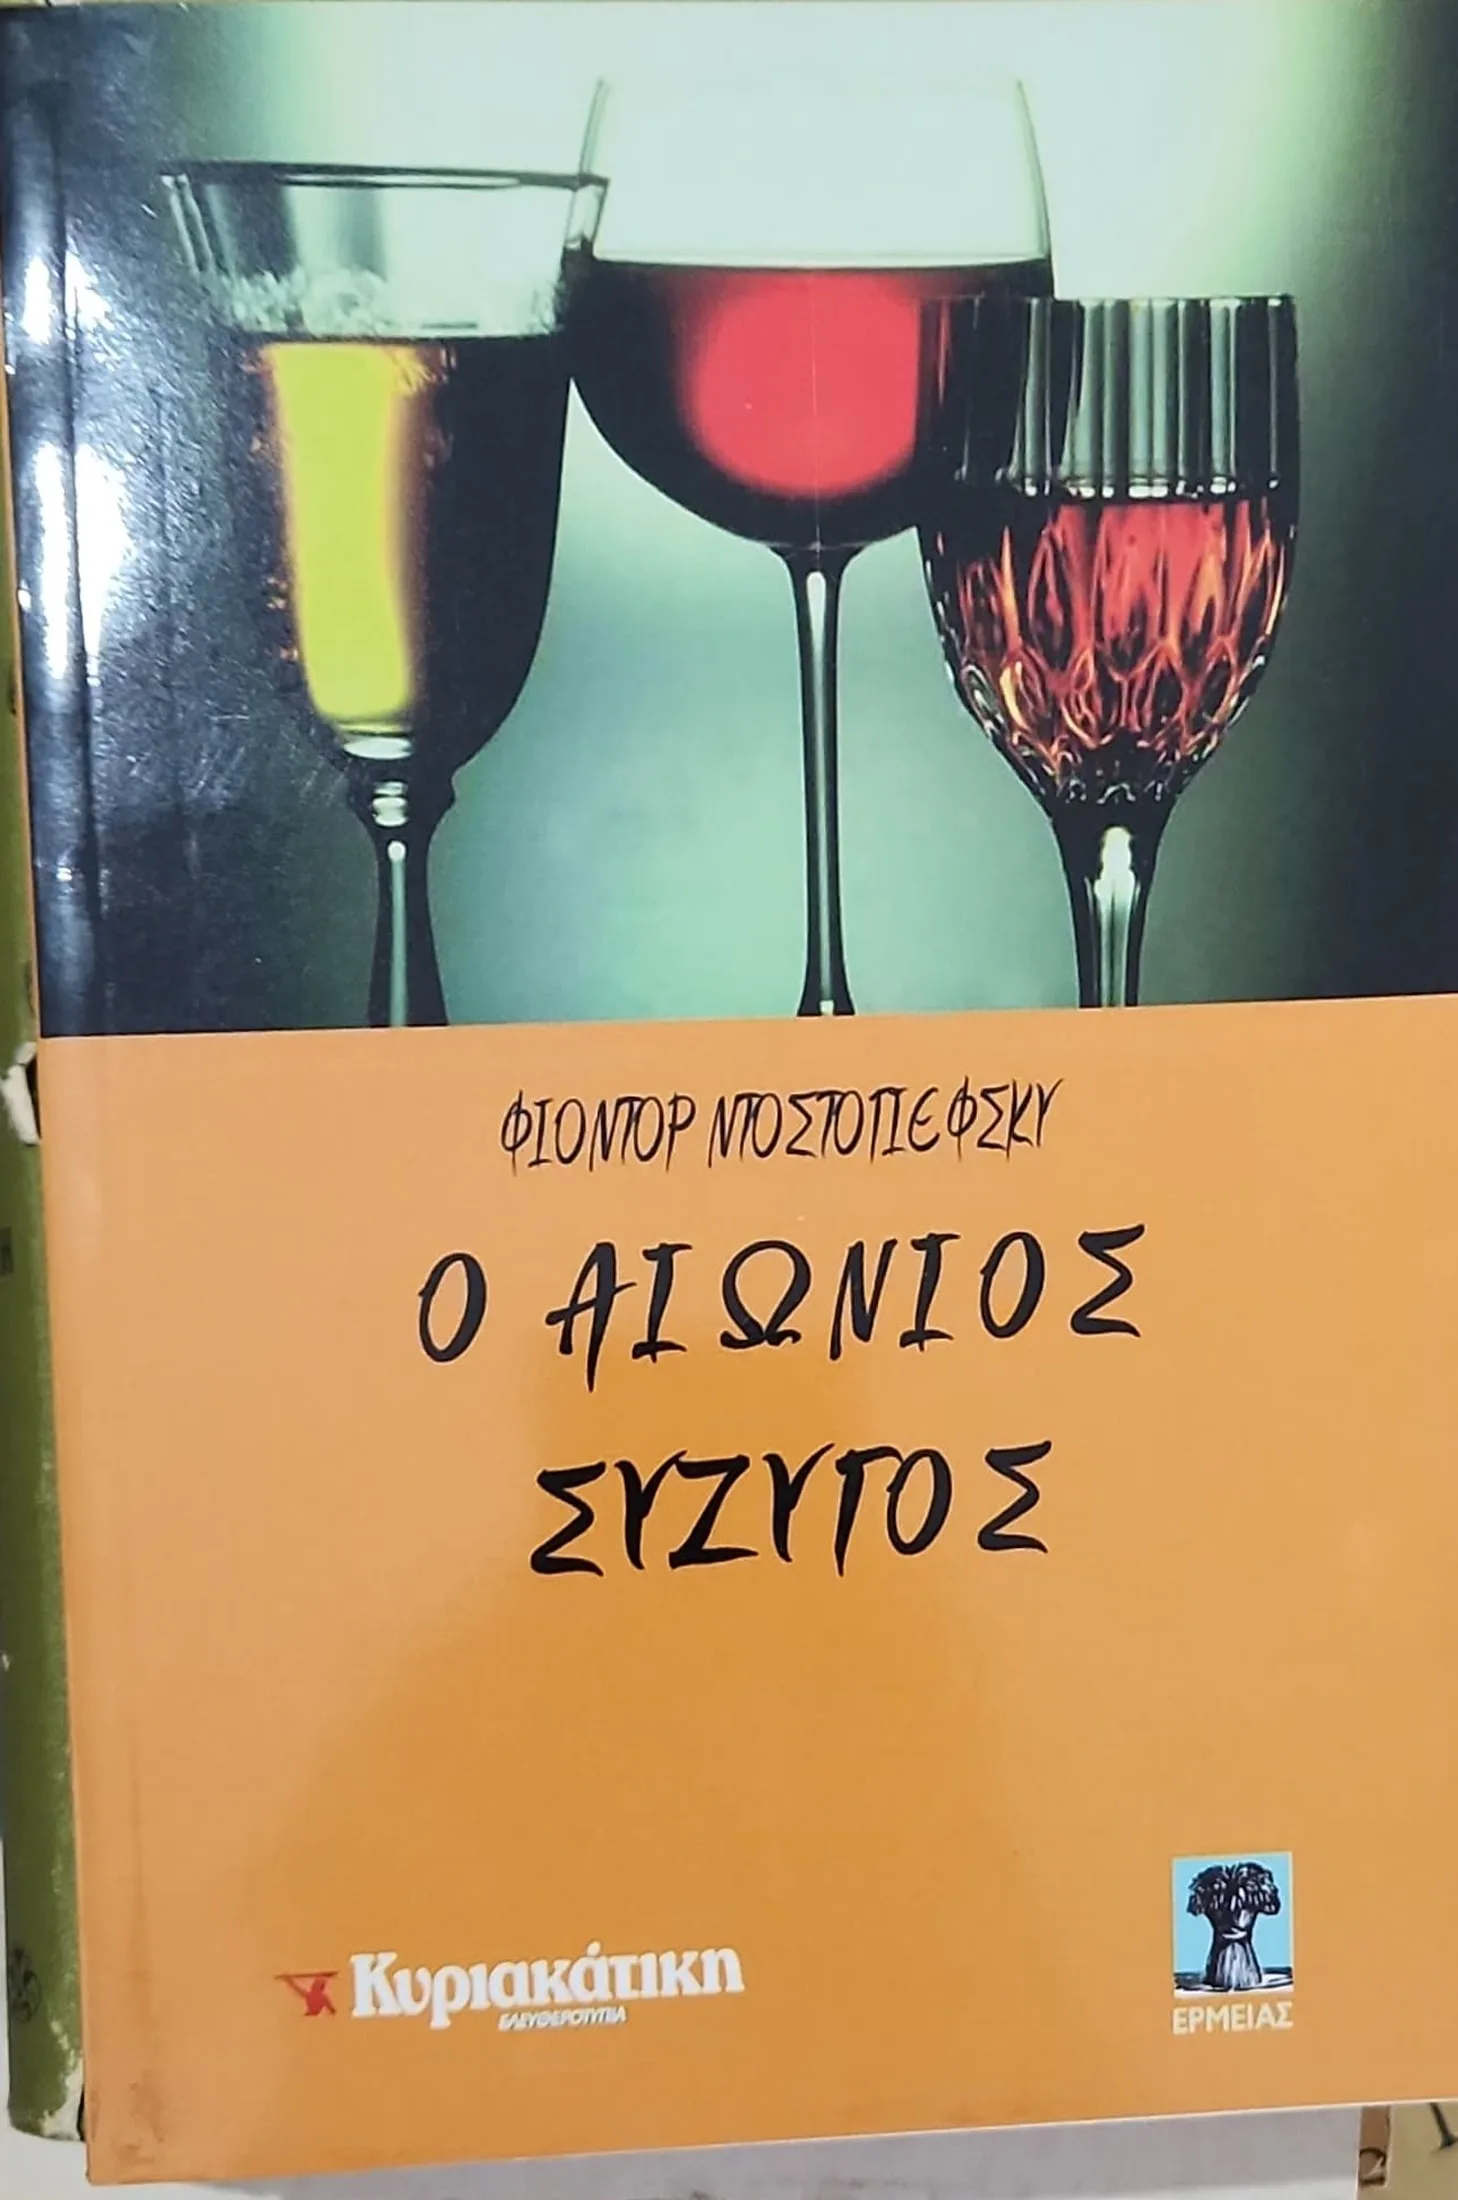 ΦΙΟΝΤΟΡ ΝΤΟΣΤΟΓΙΕΦΣΚΥ
Ο ΑΙΩΝΙΟΣ
ΣΥΖΥΓΟΣ
Κυριακάτικη
ΕΛΕΥΘΕΡΟΤΥΠΙΑ
ΕΡΜΕΙΑΣ